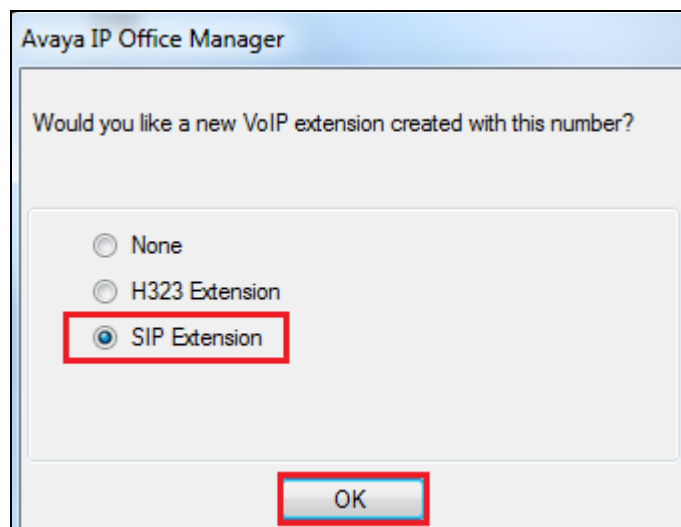 Avaya IP Office Manager
Would you like a new VoIP extension created with this number?
None
H323 Extension
SIP Extension
OK